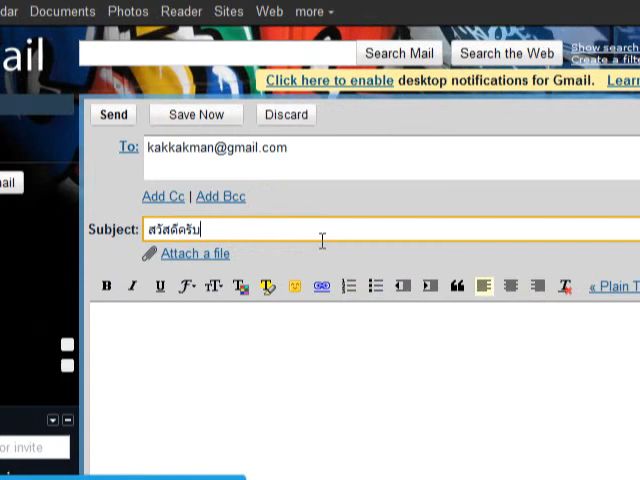 dar Documents Photos Reader Sites Web more
ail Search Mail Search the Web Show search
Create a filte
Click here to enable desktop notifications for Gmail. Learn
Send Save Now Discard
To: kakkakman@gmail.com
ail
Add Cc | Add Bcc
Subject: สวัสดีครับ
Attach a file
B I U « Plain T
or invite